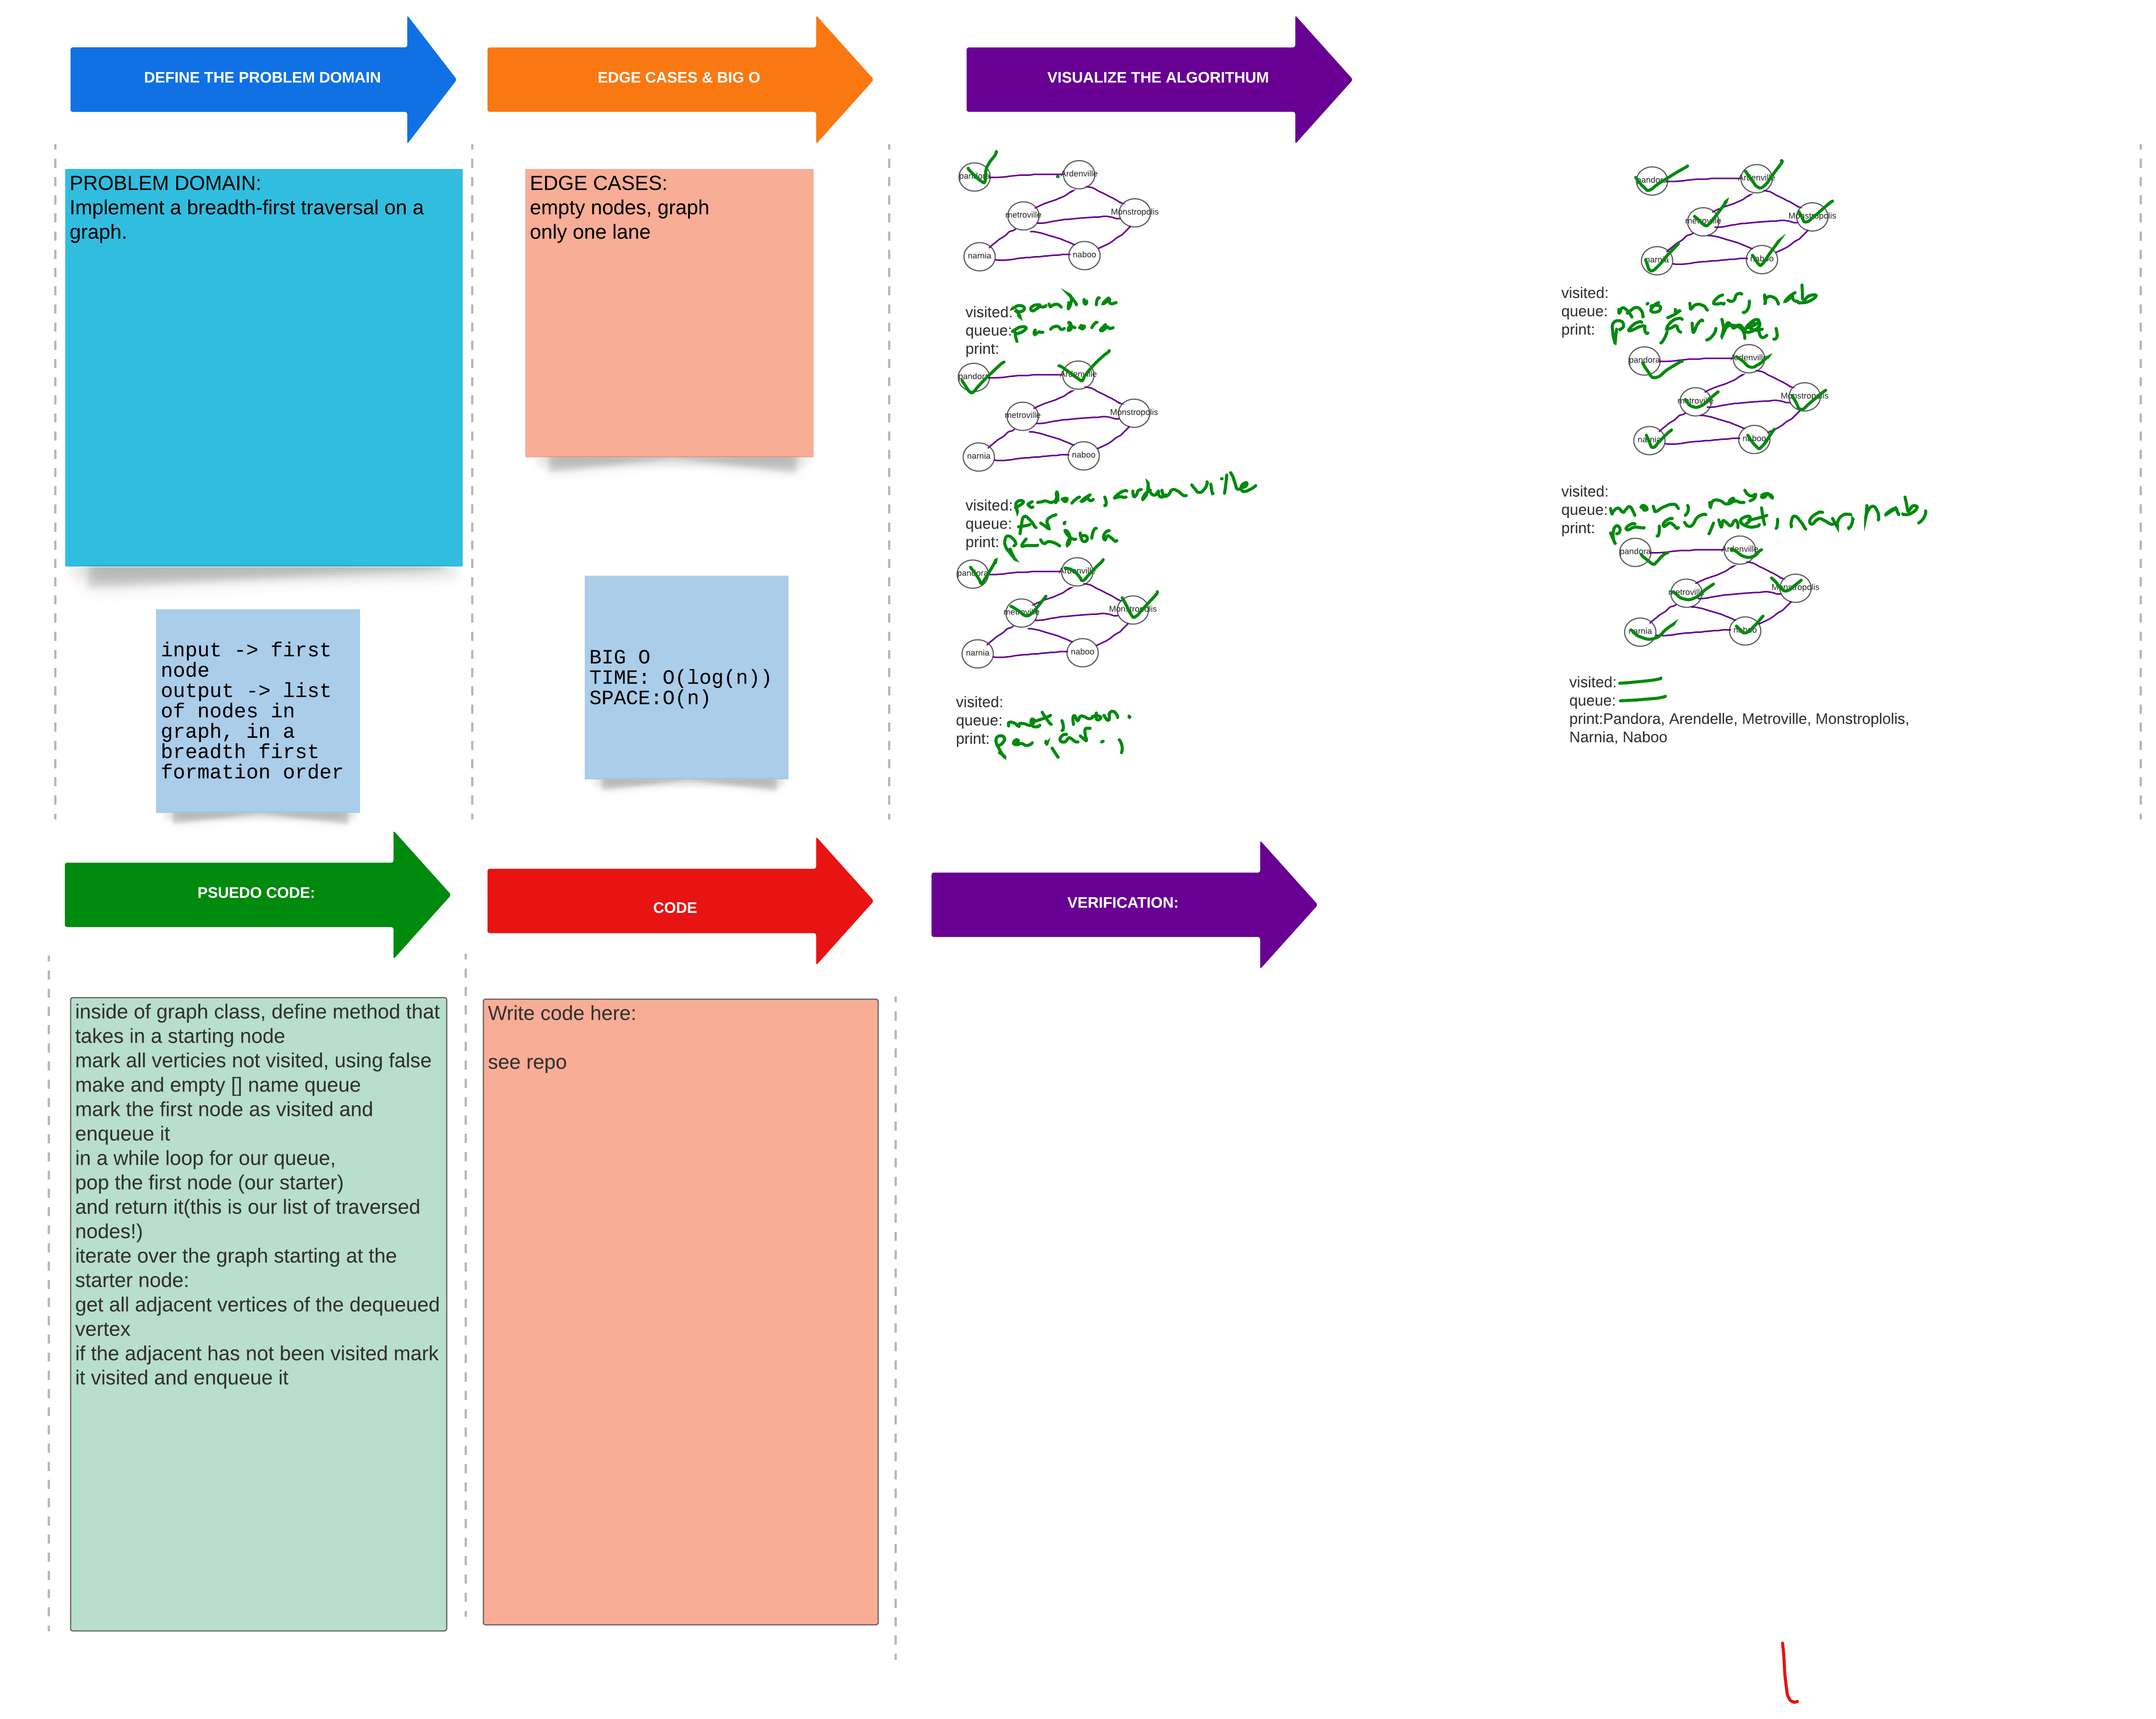 DEFINE THE PROBLEM DOMAIN
EDGE CASES & BIG O
VISUALIZE THE ALGORITHUM
PROBLEM DOMAIN:
Implement a breadth-first traversal on a
graph.
input -> first
node
output -> list
of nodes in
graph, in a
breadth first
formation order
EDGE CASES:
empty nodes, graph
only one lane
BIG O
TIME: O(log(n))
SPACE:O(n)
pandora
Ardenville
metroville
Monstropolis
narnia
naboo
visited: pandora
queue: pandora
print:
pandora
Ardenville
metroville
Monstropolis
narnia
naboo
visited: pandora, ardenville
queue: Ar.
print: pandora
pandora
Ardenville
metroville
Monstropolis
narnia
naboo
visited:
queue: met, mon.
print: pa., ar.,
pandora
Ardenville
metroville
Monstropolis
narnia
naboo
visited:
queue: nar, nab
print: pa, ar,
pandora
Ardenville
metroville
Monstropolis
narnia
naboo
visited:
queue:
print: pa, ar, met, nar, nab,
pandora
Ardenville
metroville
Monstropolis
narnia
naboo
visited:
queue:
print:Pandora, Arendelle, Metroville, Monstroplolis,
Narnia, Naboo
PSUEDO CODE:
CODE
VERIFICATION:
inside of graph class, define method that
takes in a starting node
mark all verticies not visited, using false
make and empty [] name queue
mark the first node as visited and
enqueue it
in a while loop for our queue,
pop the first node (our starter)
and return it(this is our list of traversed
nodes!)
iterate over the graph starting at the
starter node:
get all adjacent vertices of the dequeued
vertex
if the adjacent has not been visited mark
it visited and enqueue it
Write code here:
see repo